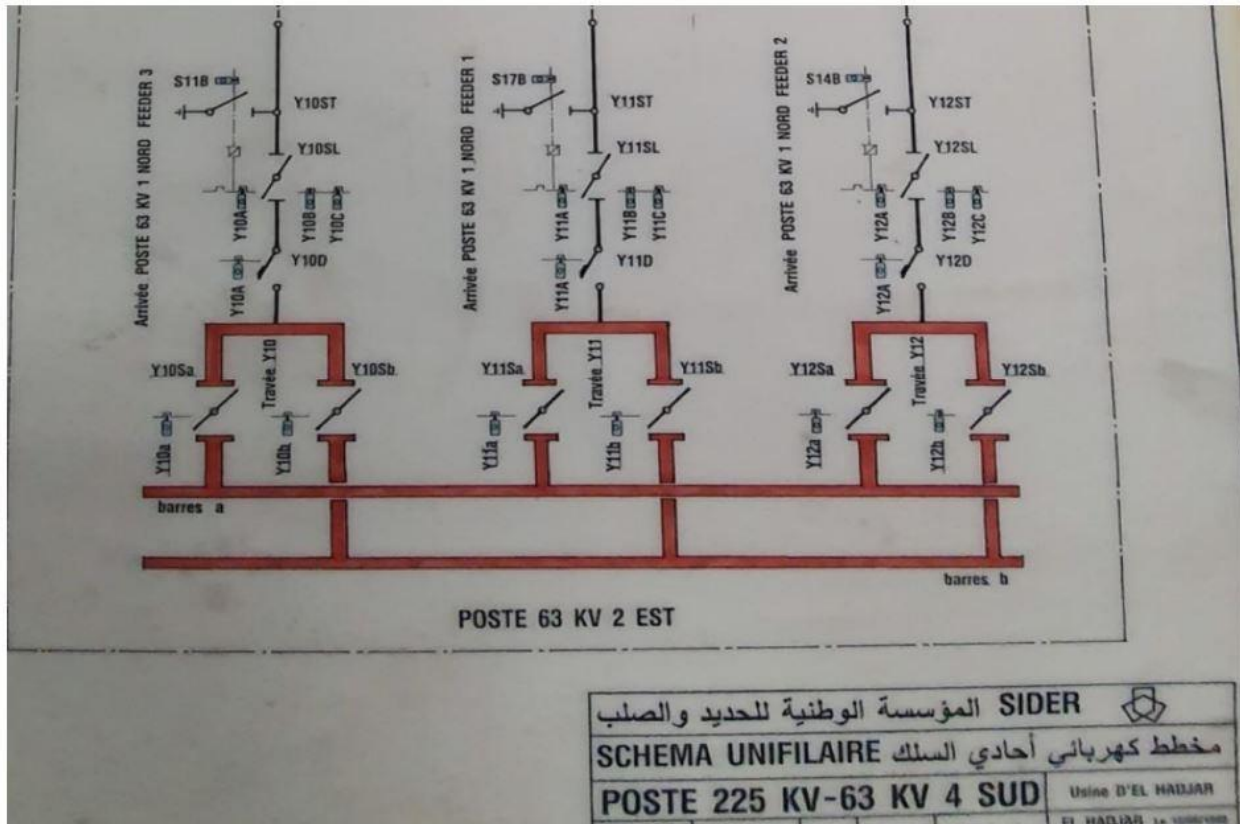 Arrivée POSTE 63 KV 1 NORD FEEDER 3
S11B
Y10ST
Y10SL
Y10A
Y10B
Y10C
Y10D
Y10A
Y10Sa
Travée Y10
Y10Sb
Y10a
Y10b
Arrivée POSTE 63 KV 1 NORD FEEDER 1
S17B
Y11ST
Y11SL
Y11A
Y11B
Y11C
Y11D
Y11A
Y11Sa
Travée Y11
Y11Sb
Y11a
Y11b
Arrivée POSTE 63 KV 1 NORD FEEDER 2
S14B
Y12ST
Y12SL
Y12A
Y12B
Y12C
Y12D
Y12A
Y12Sa
Travée Y12
Y12Sb
Y12a
Y12b
barres a
barres b
POSTE 63 KV 2 EST
SIDER المؤسسة الوطنية للحديد والصلب
SCHEMA UNIFILAIRE مخطط كهربائي أحادي السلك
POSTE 225 KV-63 KV 4 SUD
Usine D'EL HADJAR
EL HADJAR